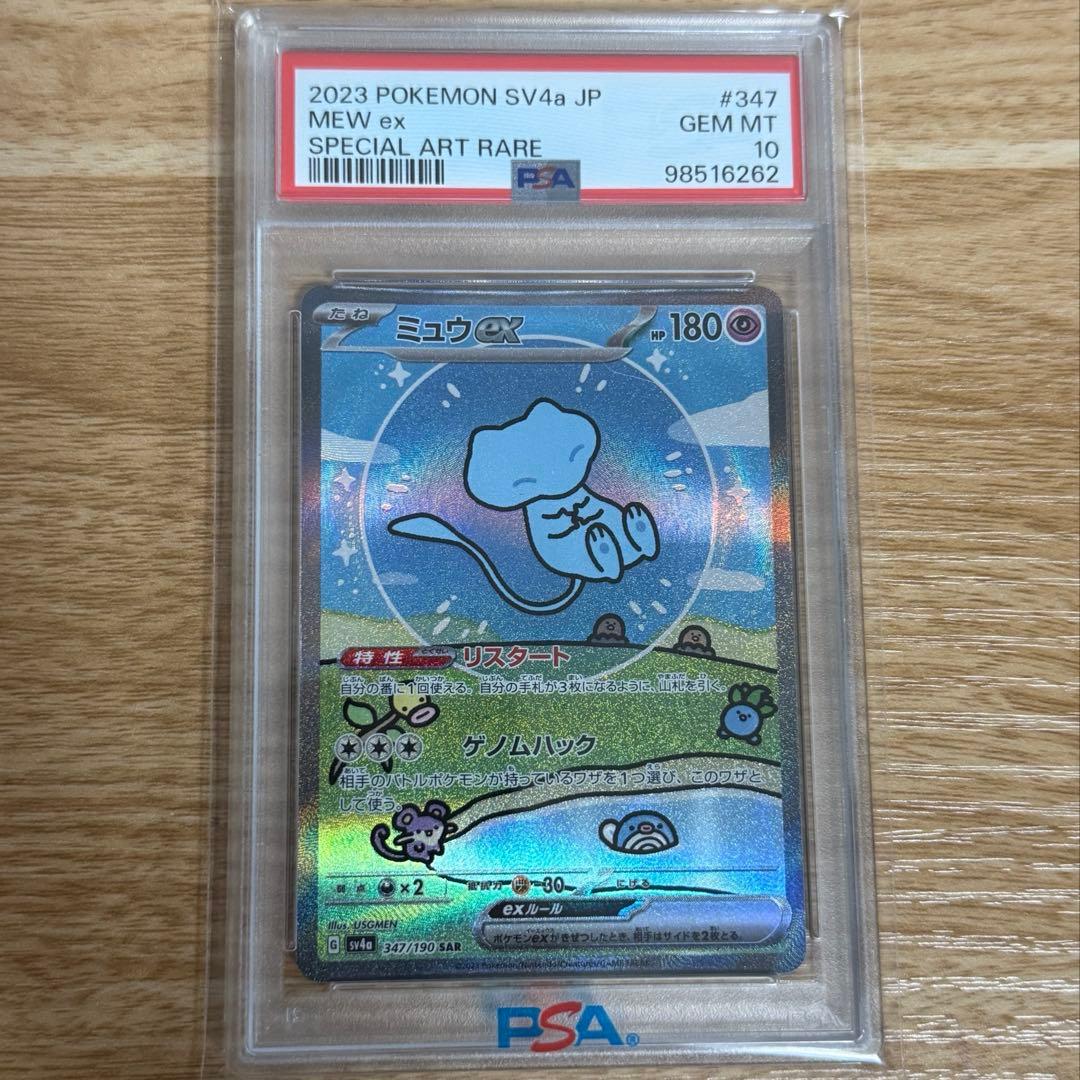 2023 POKEMON SV4a JP #347
MEW ex GEM MT
SPECIAL ART RARE 10
PSA 98516262
たね ミュウex HP 180
特性 リスタート
自分の番に1回使える。自分の手札が3枚になるように、山札を引く。
ゲノムハック
相手のバトルポケモンが持っているワザを1つ選び、このワザと
して使う。
×2 抵抗力 -30 にげる
exルール
ポケモンexがきぜつしたとき、相手はサイドを2枚とる。
Illus. USGMEN
G sv4a 347/190 SAR
PSA